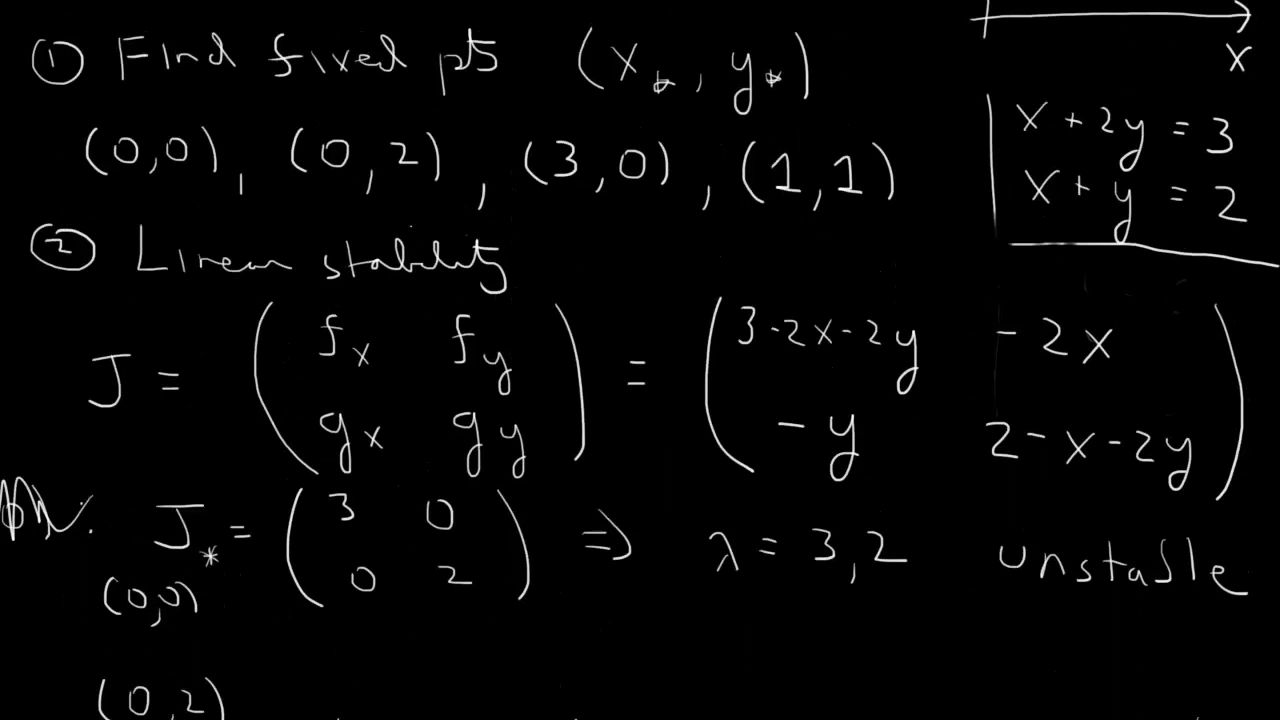 ① Find fixed pts (x*, y*)
x
(0,0), (0,2), (3,0), (1,1)
x + 2y = 3
x + y = 2
② Linear stability
J = ( fx fy ) = ( 3-2x-2y -2x )
( gx gy ) ( -y 2-x-2y )
J* = ( 3 0 ) ⇒ λ = 3,2 unstable
(0,0) ( 0 2 )
(0,2)